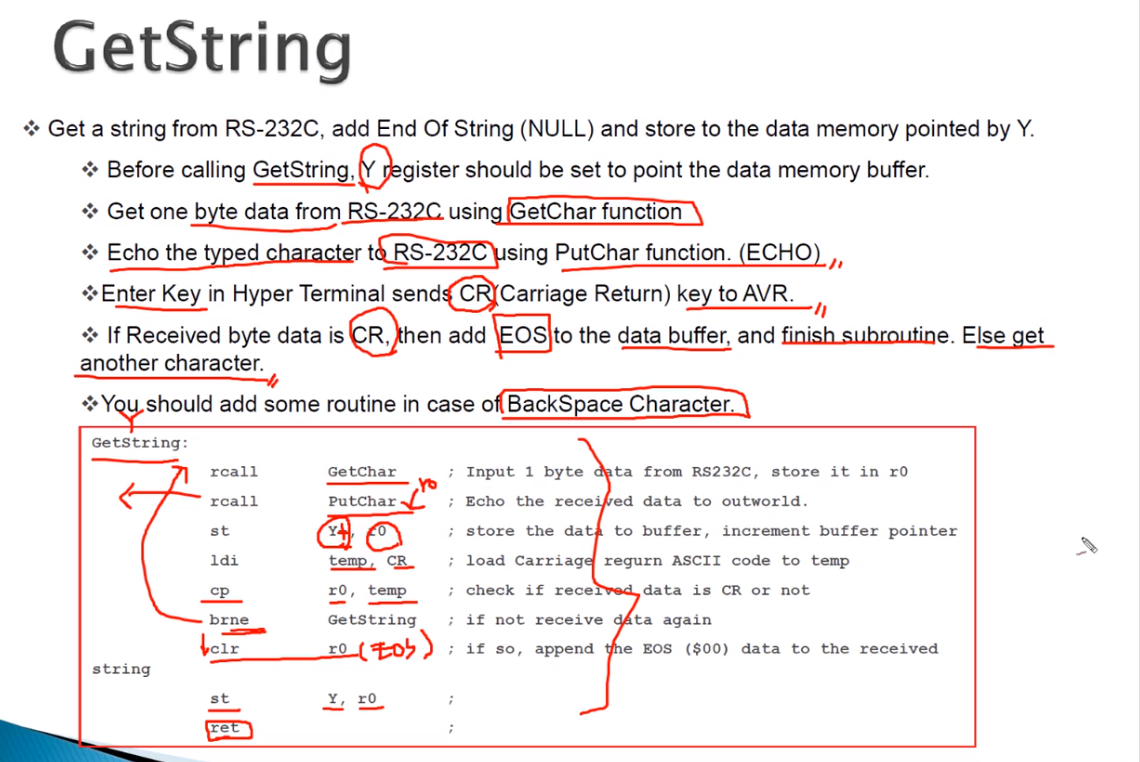 GetString
❖ Get a string from RS-232C, add End Of String (NULL) and store to the data memory pointed by Y.
❖ Before calling GetString, Y register should be set to point the data memory buffer.
❖ Get one byte data from RS-232C using GetChar function
❖ Echo the typed character to RS-232C using PutChar function. (ECHO)
❖Enter Key in Hyper Terminal sends CR(Carriage Return) key to AVR.
❖ If Received byte data is CR, then add EOS to the data buffer, and finish subroutine. Else get
another character.
❖You should add some routine in case of BackSpace Character.
Y
GetString:
rcall GetChar ; Input 1 byte data from RS232C, store it in r0
r0
rcall PutChar ; Echo the received data to outworld.
st Y+, r0 ; store the data to buffer, increment buffer pointer
ldi temp, CR ; load Carriage regurn ASCII code to temp
cp r0, temp ; check if received data is CR or not
brne GetString ; if not receive data again
clr r0 (EOS) ; if so, append the EOS ($00) data to the received
string
st Y, r0 ;
ret ;